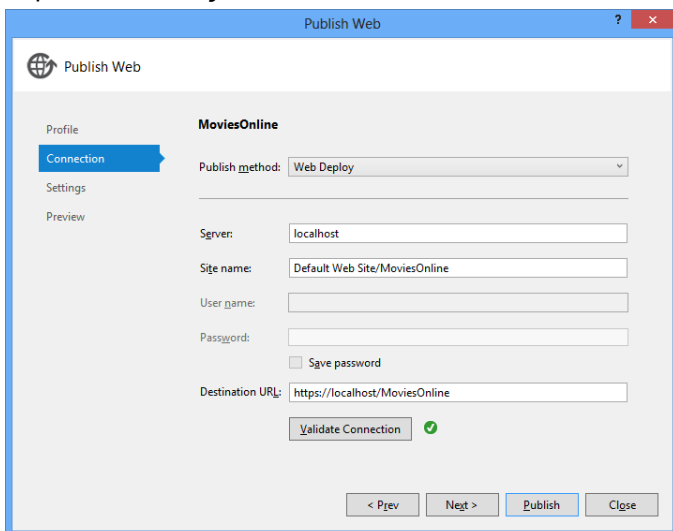 Publish Web
? ×
Publish Web
Profile
Connection
Settings
Preview
MoviesOnline
Publish method: Web Deploy
Server: localhost
Site name: Default Web Site/MoviesOnline
User name:
Password:
Save password
Destination URL: https://localhost/MoviesOnline
Validate Connection
< Prev Next > Publish Close